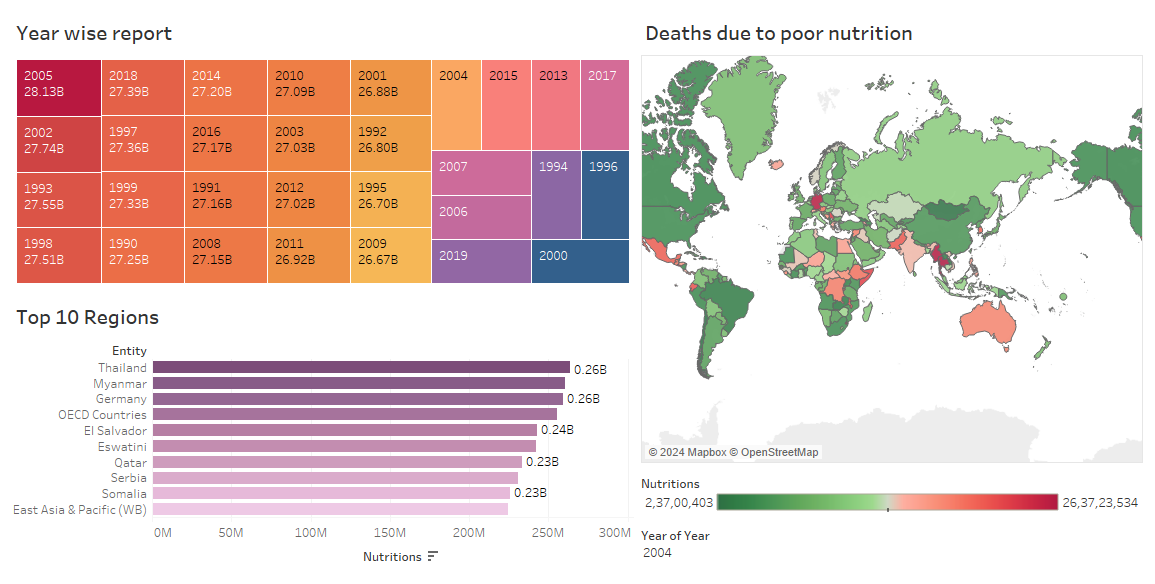 Year wise report
2005
28.13B
2002
27.74B
1993
27.55B
1998
27.51B
2018
27.39B
1997
27.36B
1999
27.33B
1990
27.25B
2014
27.20B
2016
27.17B
1991
27.16B
2008
27.15B
2010
27.09B
2003
27.03B
2012
27.02B
2011
26.92B
2001
26.88B
1992
26.80B
1995
26.70B
2009
26.67B
2004
2015
2013
2017
2007
2006
2019
1994
1996
2000
Top 10 Regions
Entity
Thailand 0.26B
Myanmar
Germany 0.26B
OECD Countries
El Salvador 0.24B
Eswatini
Qatar 0.23B
Serbia
Somalia 0.23B
East Asia & Pacific (WB)
0M 50M 100M 150M 200M 250M 300M
Nutritions
Deaths due to poor nutrition
© 2024 Mapbox © OpenStreetMap
Nutritions
2,37,00,403 26,37,23,534
Year of Year
2004